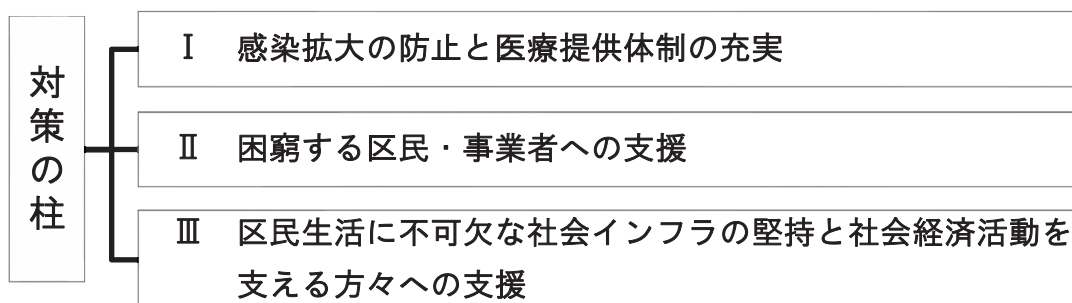 対策の柱
Ⅰ 感染拡大の防止と医療提供体制の充実
Ⅱ 困窮する区民・事業者への支援
Ⅲ 区民生活に不可欠な社会インフラの堅持と社会経済活動を
支える方々への支援